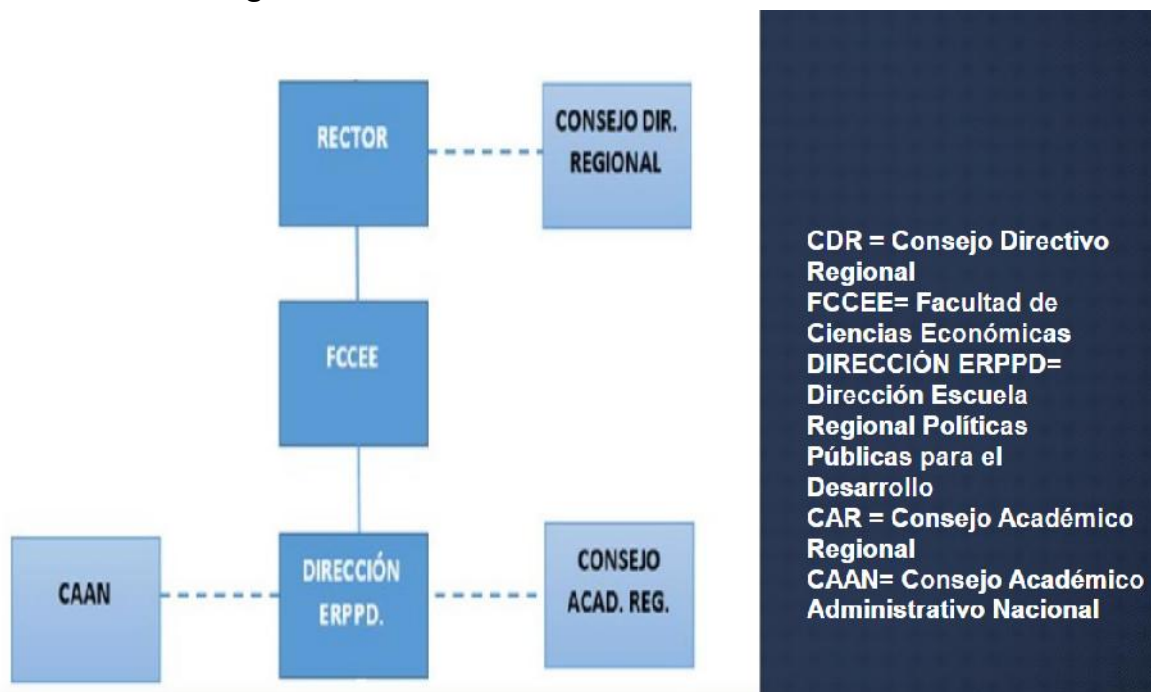 RECTOR
CONSEJO DIR.
REGIONAL
FCCEE
CAAN
DIRECCIÓN
ERPPD.
CONSEJO
ACAD. REG.
CDR = Consejo Directivo
Regional
FCCEE= Facultad de
Ciencias Económicas
DIRECCIÓN ERPPD=
Dirección Escuela
Regional Políticas
Públicas para el
Desarrollo
CAR = Consejo Académico
Regional
CAAN= Consejo Académico
Administrativo Nacional